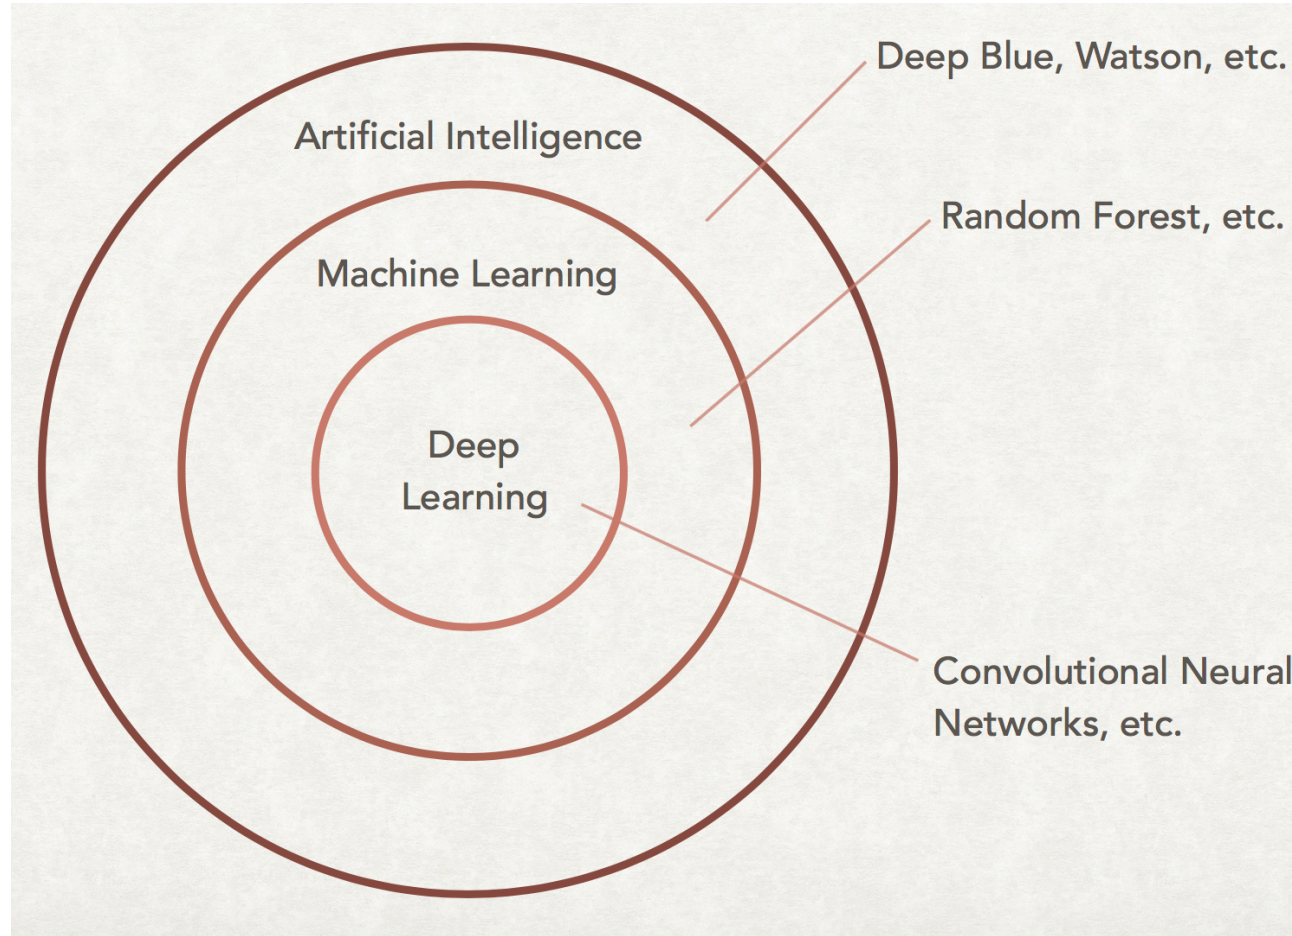 Deep Blue, Watson, etc.
Artificial Intelligence
Random Forest, etc.
Machine Learning
Deep
Learning
Convolutional Neural
Networks, etc.